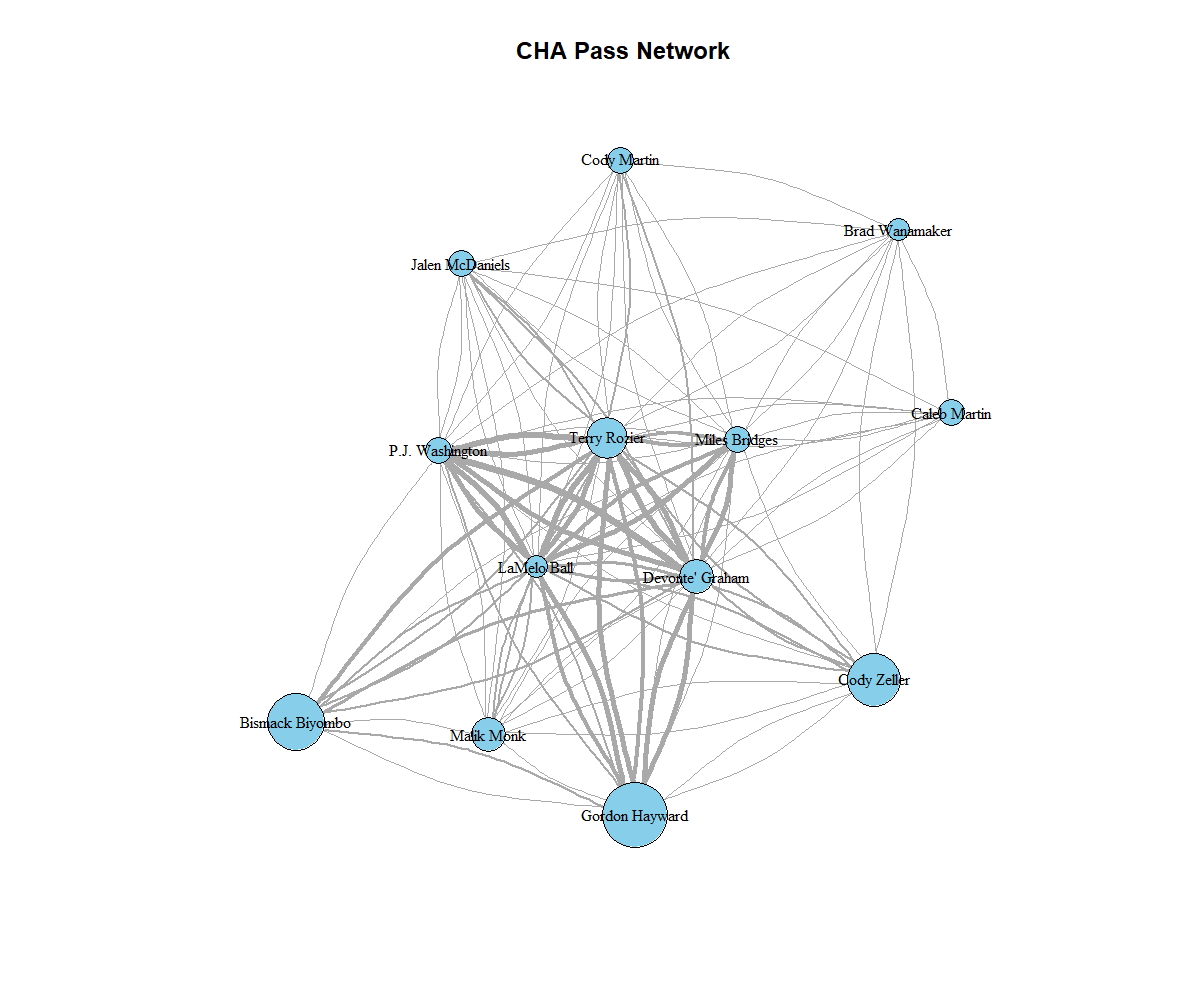 CHA Pass Network
Cody Martin
Brad Wanamaker
Jalen McDaniels
Caleb Martin
Terry Rozier
Miles Bridges
P.J. Washington
LaMelo Ball
Devonte' Graham
Cody Zeller
Bismack Biyombo
Malik Monk
Gordon Hayward